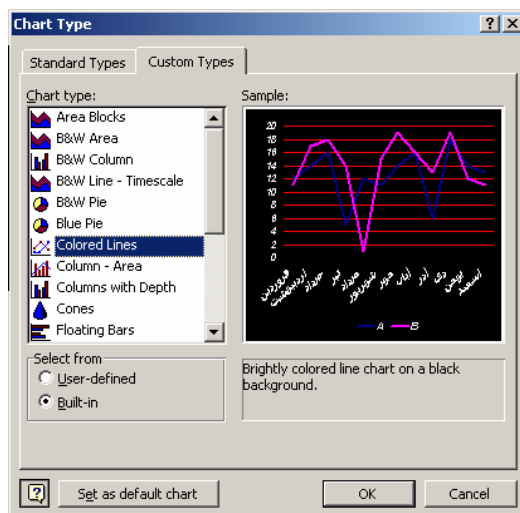 Chart Type
Standard Types
Custom Types
Chart type:
Area Blocks
B&W Area
B&W Column
B&W Line - Timescale
B&W Pie
Blue Pie
Colored Lines
Column - Area
Columns with Depth
Cones
Floating Bars
Select from
User-defined
Built-in
Sample:
20
18
16
14
12
10
8
6
4
2
0
فروردین
اردیبهشت
خرداد
تیر
مرداد
شهریور
مهر
آبان
آذر
دی
بهمن
اسفند
A
B
Brightly colored line chart on a black
background.
Set as default chart
OK
Cancel